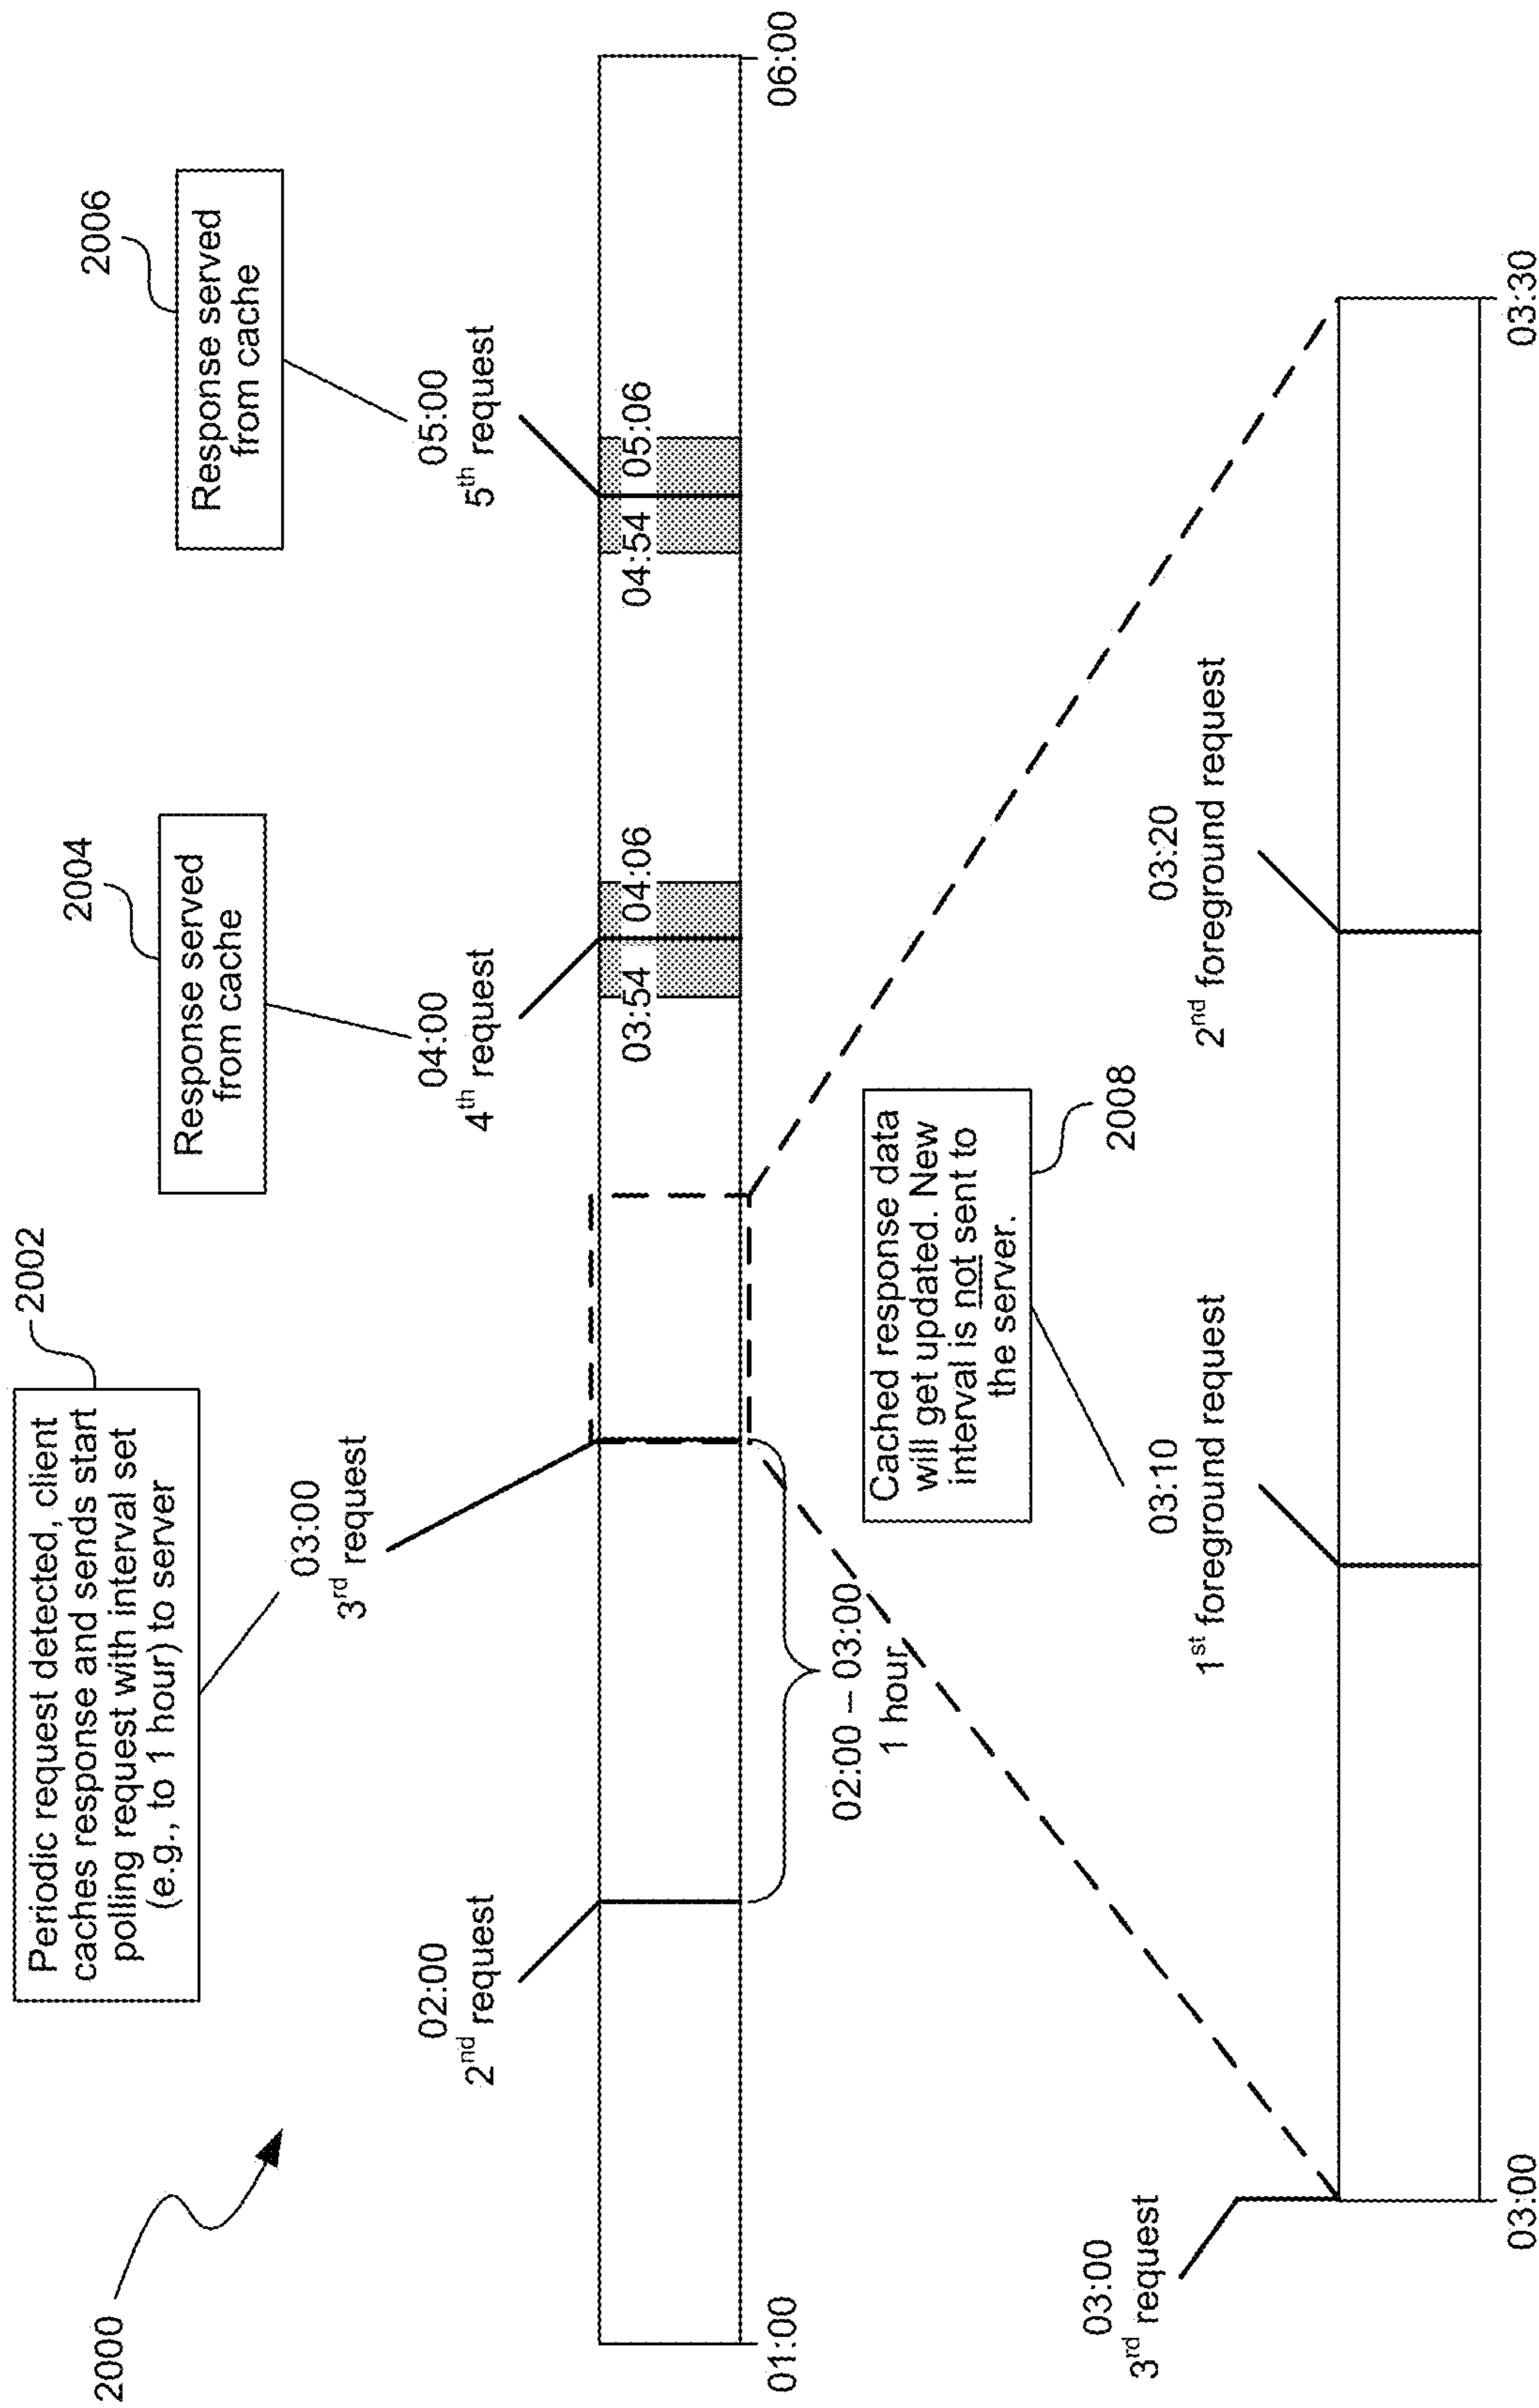 2000
Periodic request detected, client
caches response and sends start
polling request with interval set
(e.g., to 1 hour) to server
2002
Response served
from cache
2004
Response served
from cache
2006
02:00
2nd request
03:00
3rd request
04:00
4th request
05:00
5th request
03:54
04:06
04:54
05:06
01:00
06:00
02:00 – 03:00
1 hour
Cached response data
will get updated. New
interval is not sent to
the server.
2008
03:00
3rd request
03:10
1st foreground request
03:20
2nd foreground request
03:00
03:30